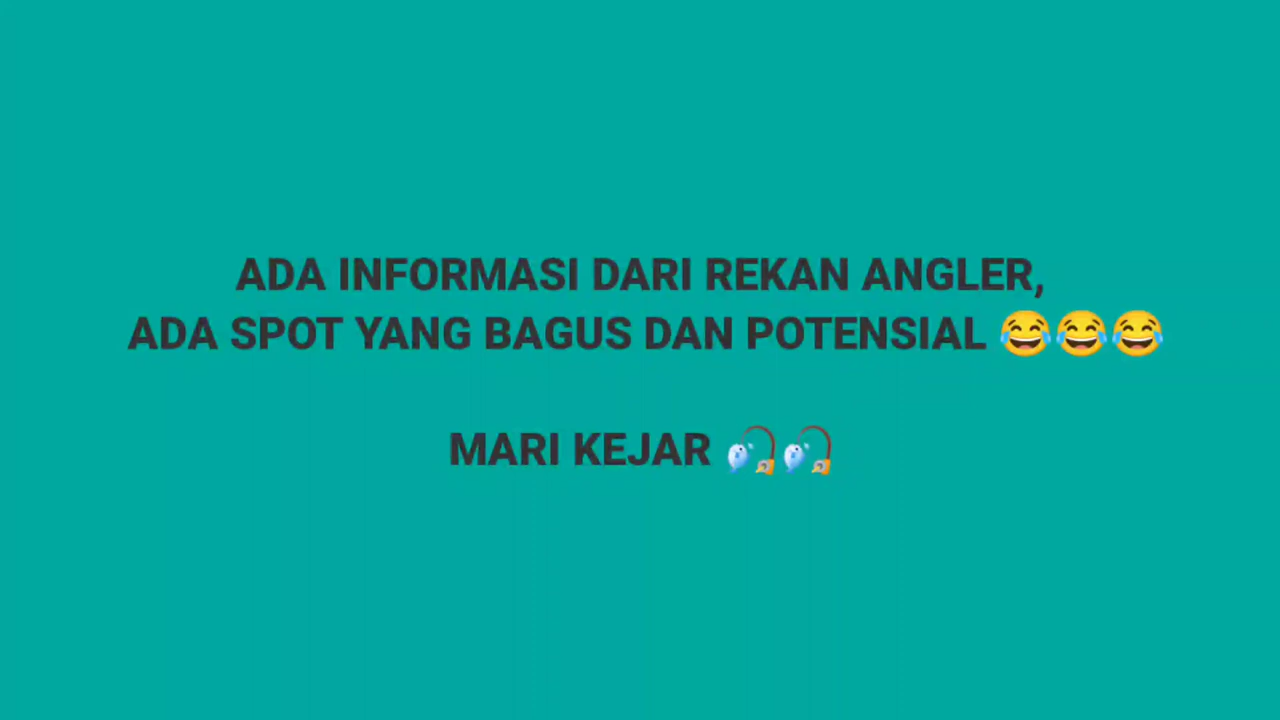 ADA INFORMASI DARI REKAN ANGLER,
ADA SPOT YANG BAGUS DAN POTENSIAL 😂😂😂
MARI KEJAR 🎣🎣